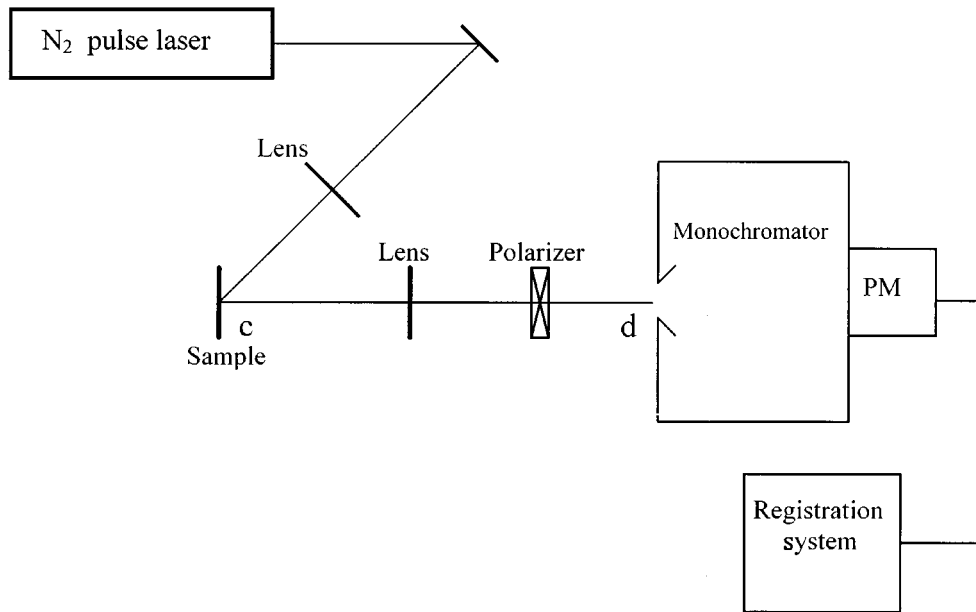 N₂ pulse laser
Lens
Lens
Polarizer
Monochromator
PM
c
d
Sample
Registration
system